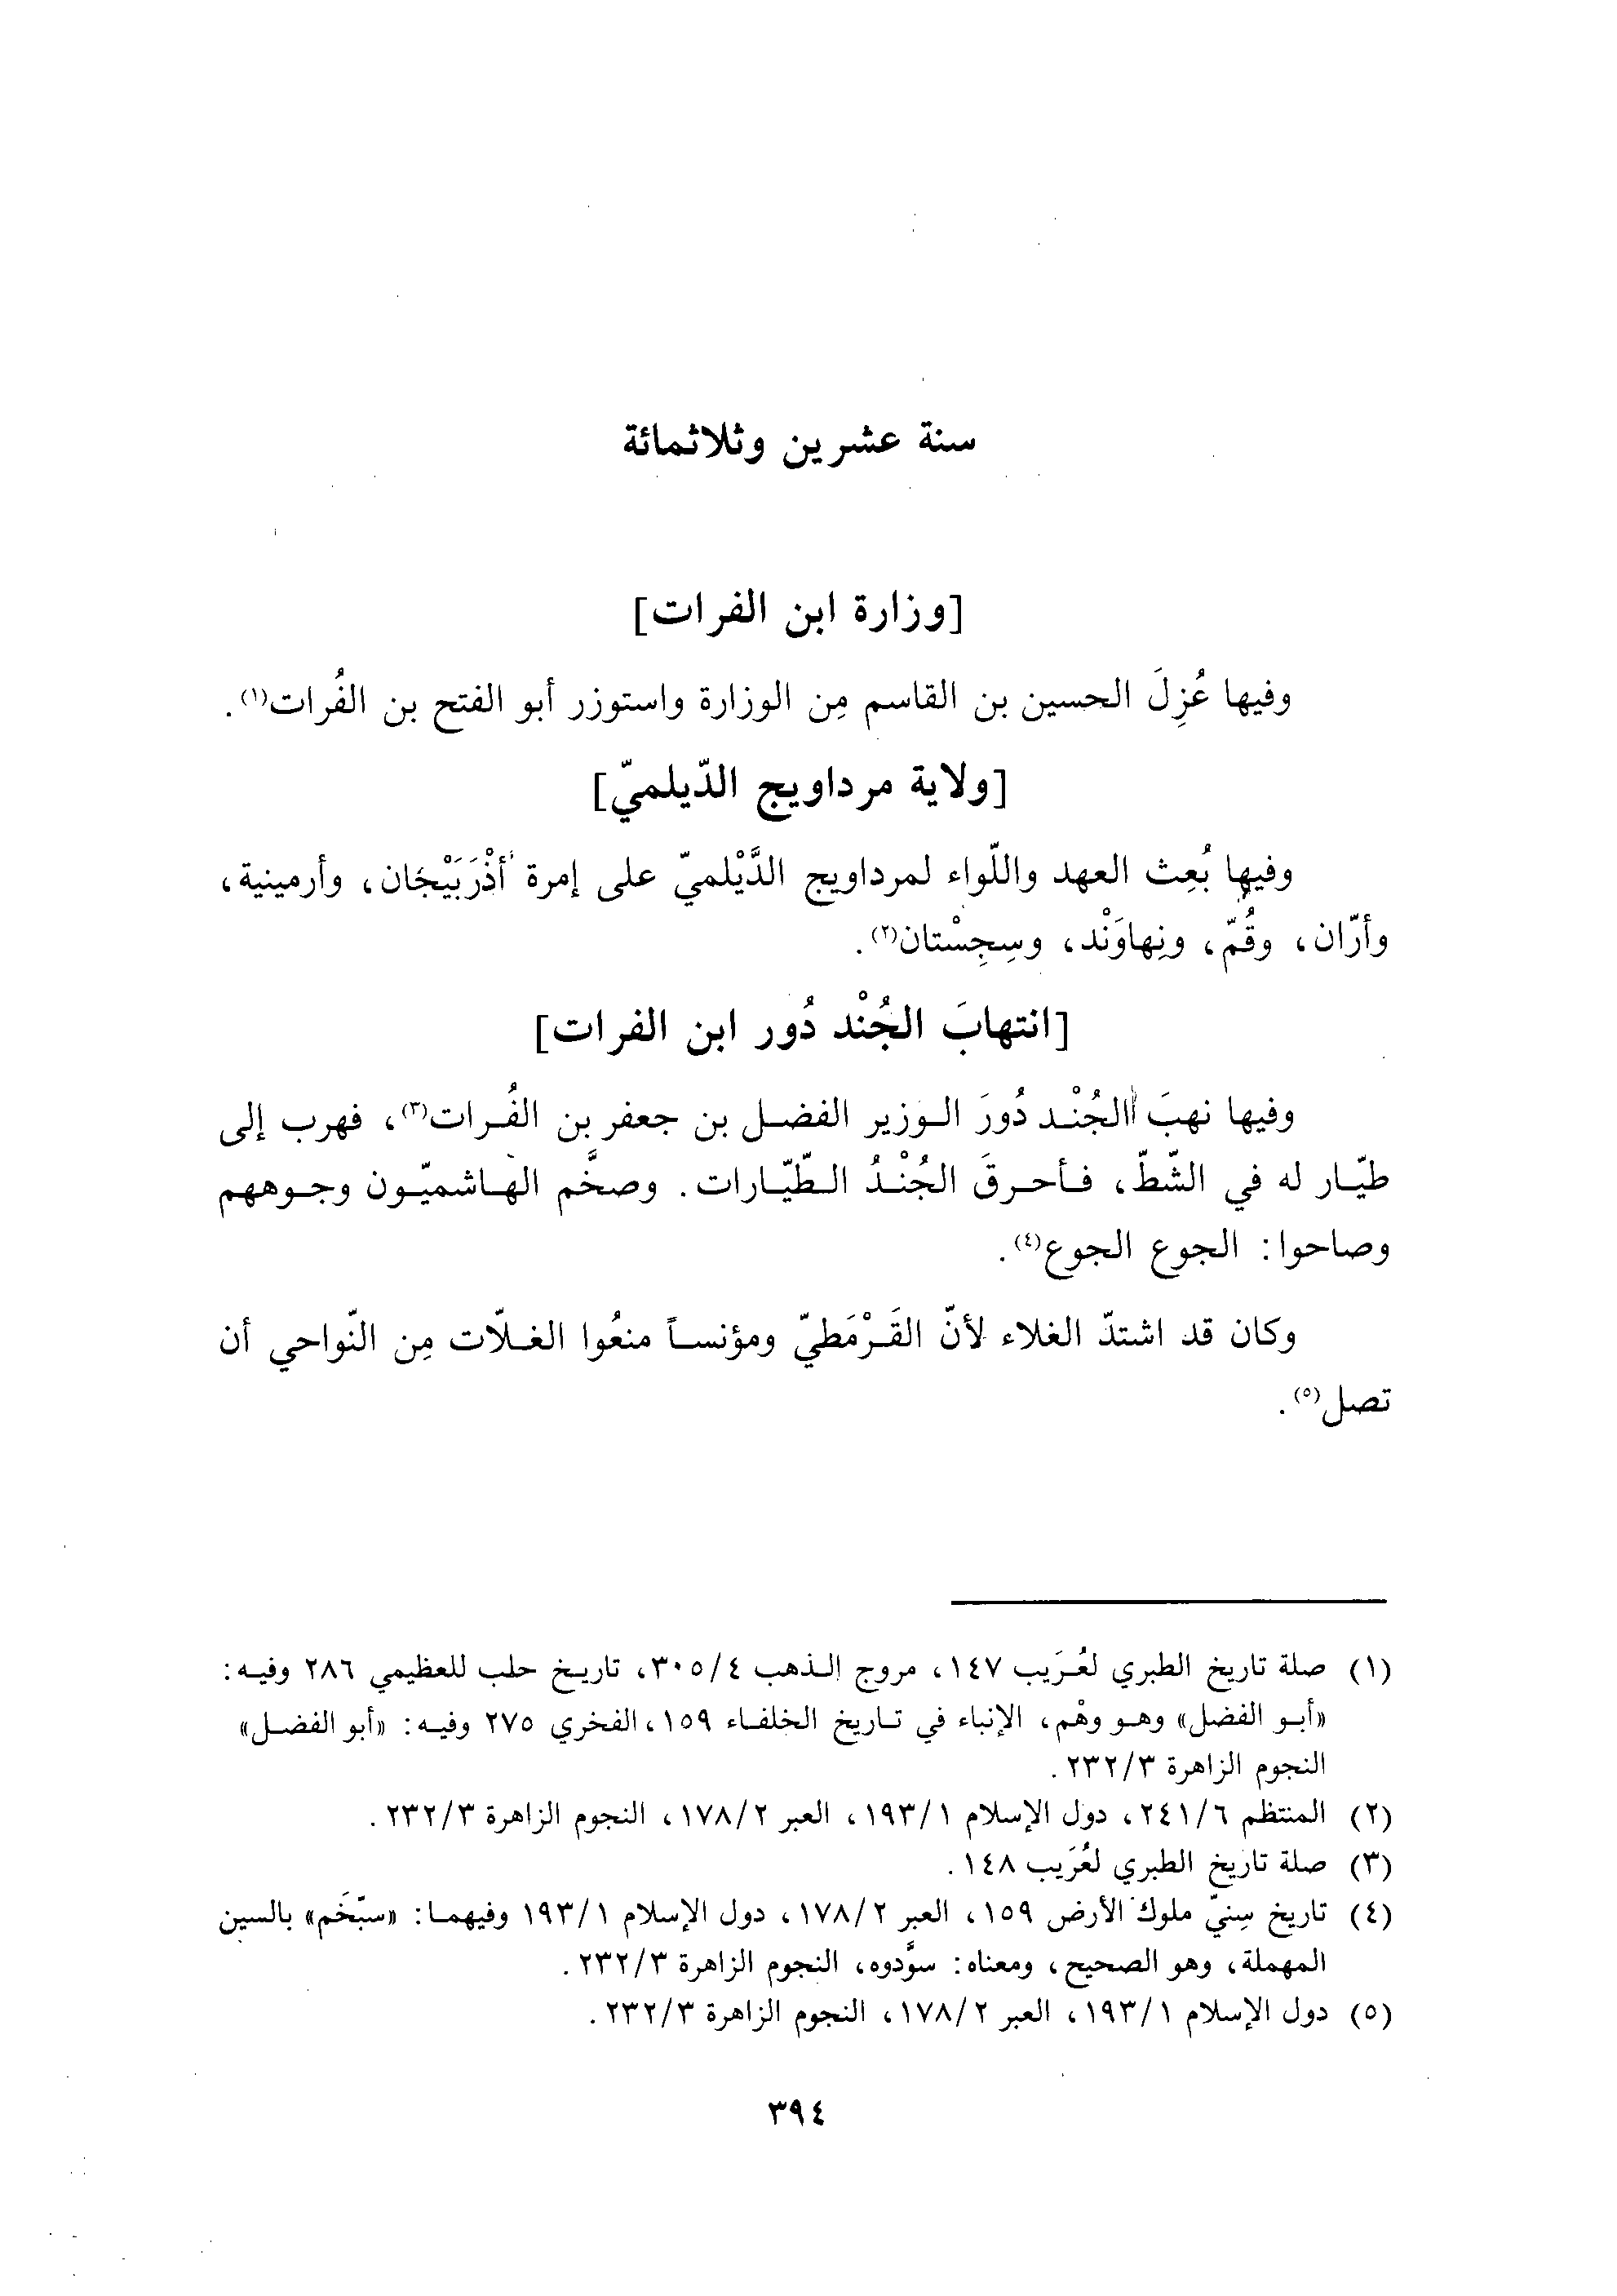 سنة عشرين وثلاثمائة
[وزارة ابن الفرات]
وفيها عُزِلَ الحسين بن القاسم مِن الوزارة واستوزر أبو الفتح بن الفُرات(١).
[ولاية مرداويج الدّيلميّ]
وفيها بُعِث العهد واللّواء لمرداويج الدَّيْلميّ على إمرة أذْرَبَيْجَان، وأرمينية،
وأرّان، وقُمّ، ونِهاوَنْد، وسِجِسْتان(٢).
[انتهابَ الجُنْد دُور ابن الفرات]
وفيها نهبَ الجُنْد دُورَ الوزير الفضل بن جعفر بن الفُرات(٣)، فهرب إلى
طيّار له في الشّطّ، فأحرقَ الجُنْدُ الطّيّارات. وصخَّم الهاشميّون وجوههم
وصاحوا: الجوع الجوع(٤).
وكان قد اشتدّ الغلاء لأنّ القَرْمَطيّ ومؤنساً منعُوا الغلّات مِن النّواحي أن
تصل(٥).
(١) صلة تاريخ الطبري لعُرَيب ١٤٧، مروج الذهب ٣٠٥/٤، تاريخ حلب للعظيمي ٢٨٦ وفيه:
«أبو الفضل» وهو وهْم، الإنباء في تاريخ الخلفاء ١٥٩، الفخري ٢٧٥ وفيه: «أبو الفضل»
النجوم الزاهرة ٢٣٢/٣.
(٢) المنتظم ٢٤١/٦، دول الإسلام ١٩٣/١، العبر ١٧٨/٢، النجوم الزاهرة ٢٣٢/٣.
(٣) صلة تاريخ الطبري لعُرَيب ١٤٨.
(٤) تاريخ سِنيّ ملوك الأرض ١٥٩، العبر ١٧٨/٢، دول الإسلام ١٩٣/١ وفيهما: «سبّخَم» بالسين
المهملة، وهو الصحيح، ومعناه: سوَّدوه، النجوم الزاهرة ٢٣٢/٣.
(٥) دول الإسلام ١٩٣/١، العبر ١٧٨/٢، النجوم الزاهرة ٢٣٢/٣.
٣٩٤